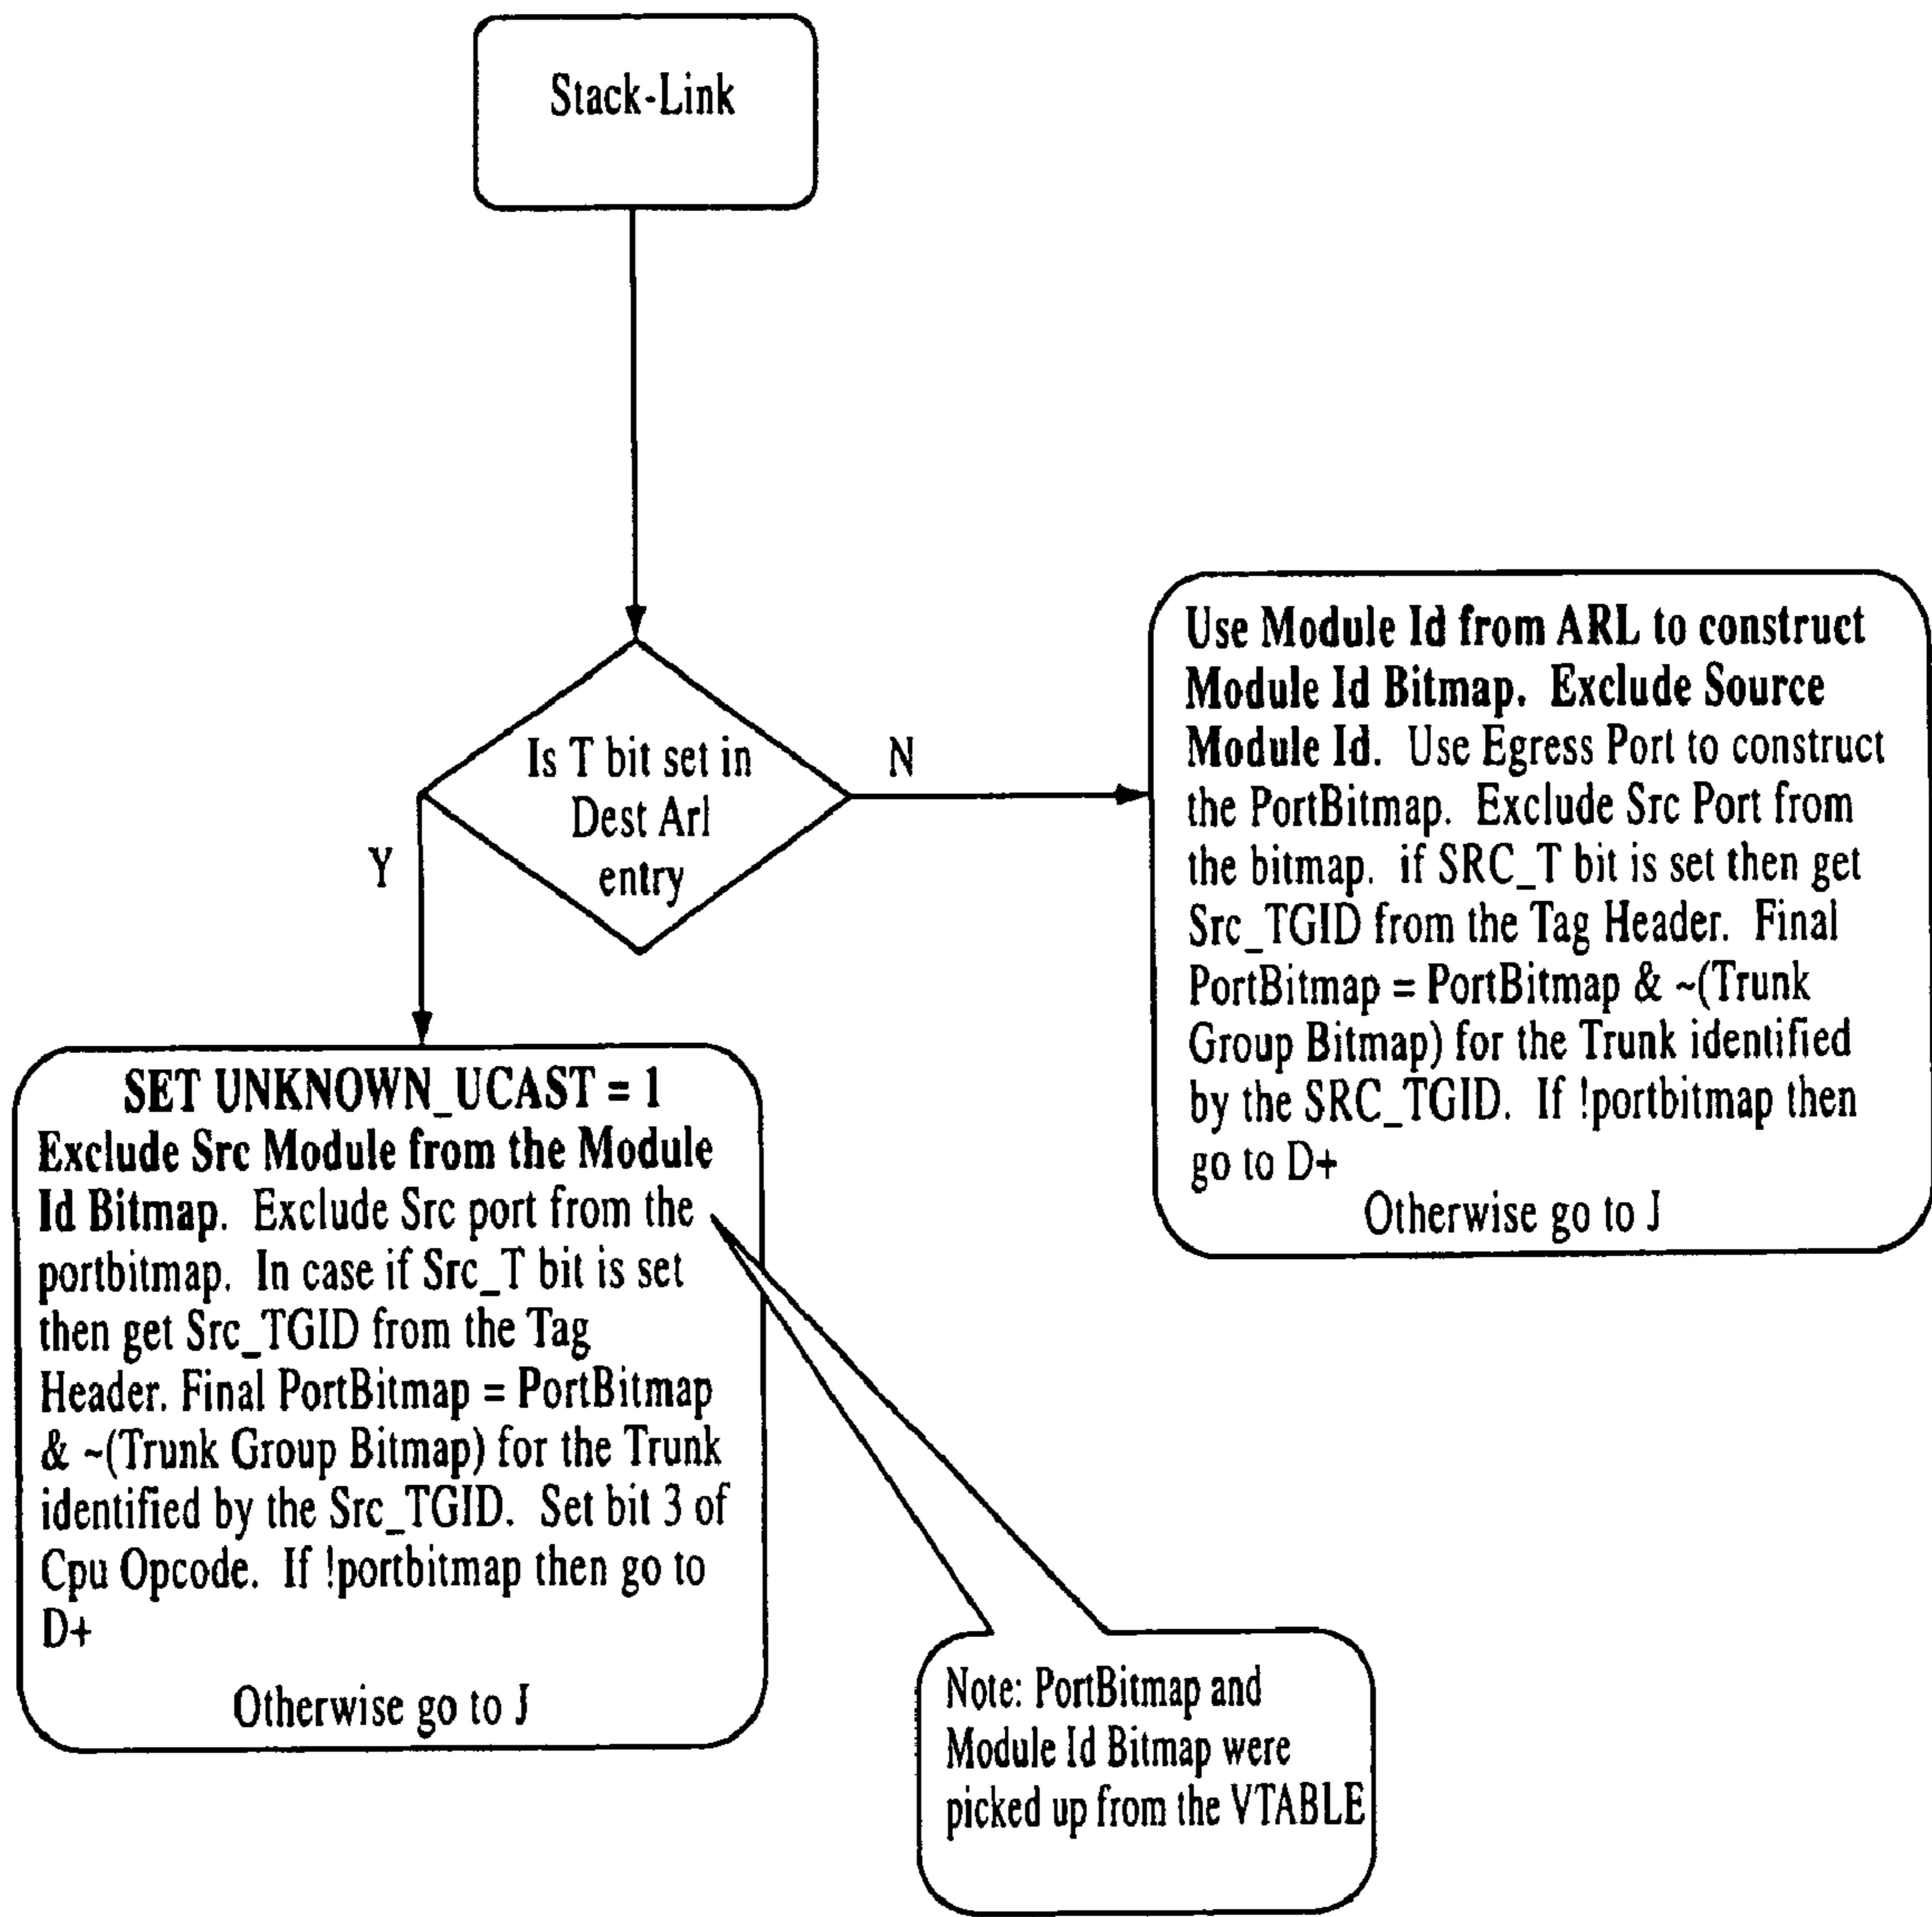 Stack-Link
Is T bit set in
Dest Arl
entry
N
Y
Use Module Id from ARL to construct
Module Id Bitmap. Exclude Source
Module Id. Use Egress Port to construct
the PortBitmap. Exclude Src Port from
the bitmap. if SRC_T bit is set then get
Src_TGID from the Tag Header. Final
PortBitmap = PortBitmap & ~(Trunk
Group Bitmap) for the Trunk identified
by the SRC_TGID. If !portbitmap then
go to D+
Otherwise go to J
SET UNKNOWN_UCAST = 1
Exclude Src Module from the Module
Id Bitmap. Exclude Src port from the
portbitmap. In case if Src_T bit is set
then get Src_TGID from the Tag
Header. Final PortBitmap = PortBitmap
& ~(Trunk Group Bitmap) for the Trunk
identified by the Src_TGID. Set bit 3 of
Cpu Opcode. If !portbitmap then go to
D+
Otherwise go to J
Note: PortBitmap and
Module Id Bitmap were
picked up from the VTABLE